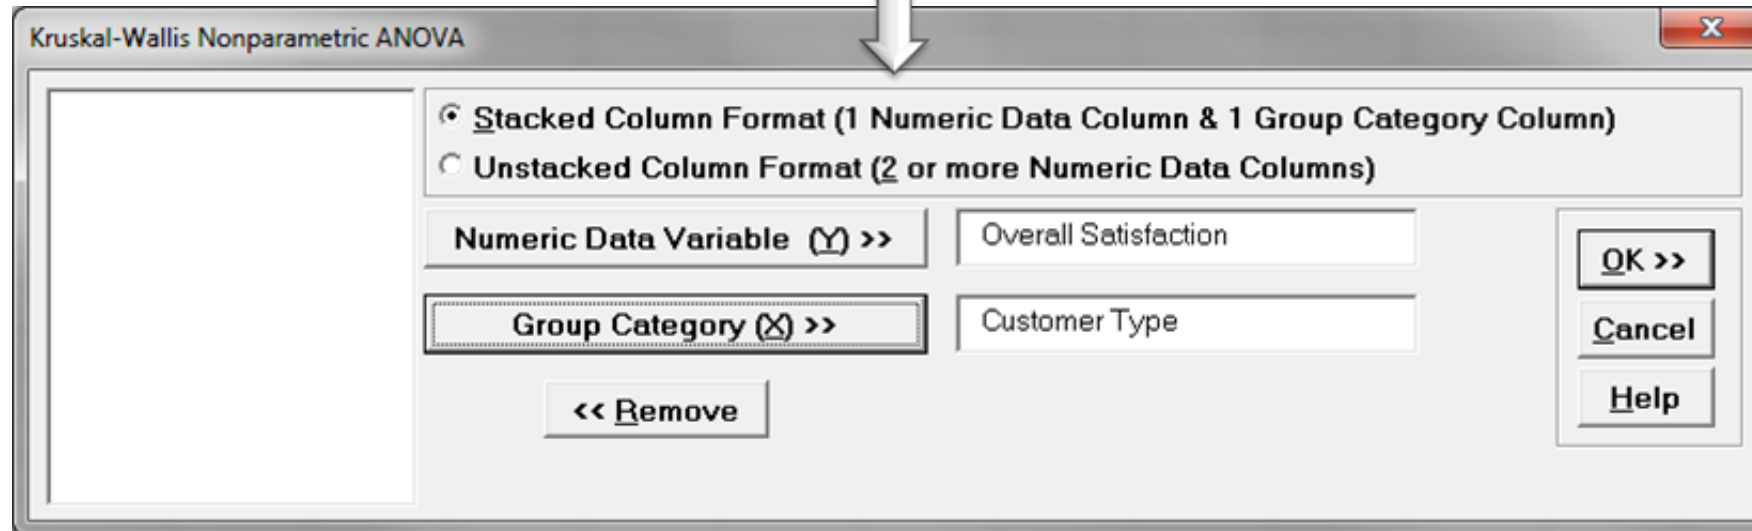 Kruskal-Wallis Nonparametric ANOVA
x
Stacked Column Format (1 Numeric Data Column & 1 Group Category Column)
Unstacked Column Format (2 or more Numeric Data Columns)
Numeric Data Variable (Y) >>
Overall Satisfaction
OK >>
Group Category (X) >>
Customer Type
Cancel
<< Remove
Help